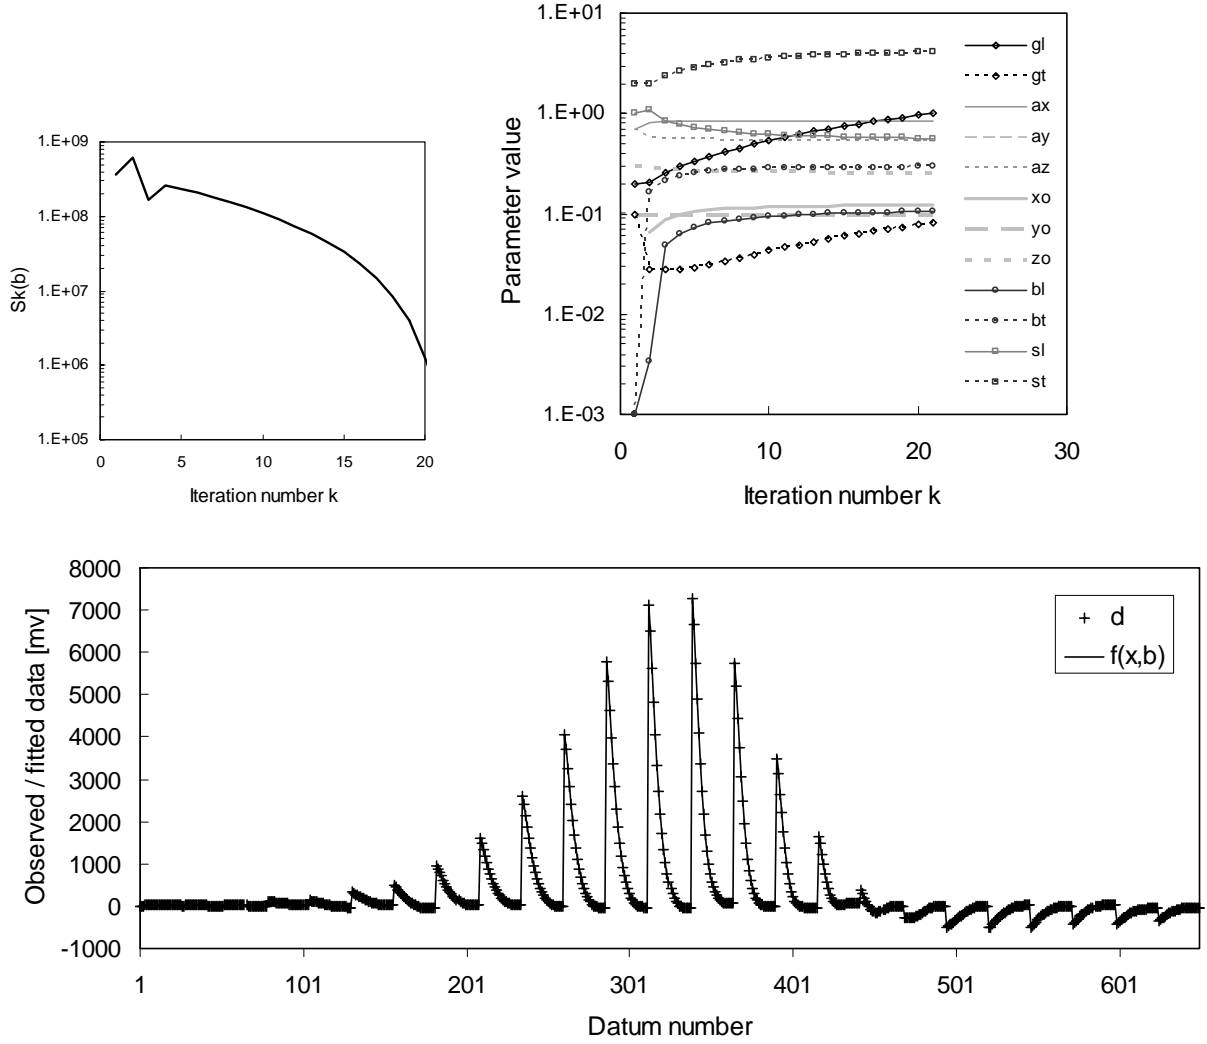 1.E+09
1.E+08
1.E+07
1.E+06
1.E+05
Sk(b)
0
5
10
15
20
Iteration number k
1.E+01
1.E+00
1.E-01
1.E-02
1.E-03
Parameter value
0
10
20
30
Iteration number k
gl
gt
ax
ay
az
xo
yo
zo
bl
bt
sl
st
8000
7000
6000
5000
4000
3000
2000
1000
0
-1000
Observed / fitted data [mv]
1
101
201
301
401
501
601
Datum number
d
f(x,b)